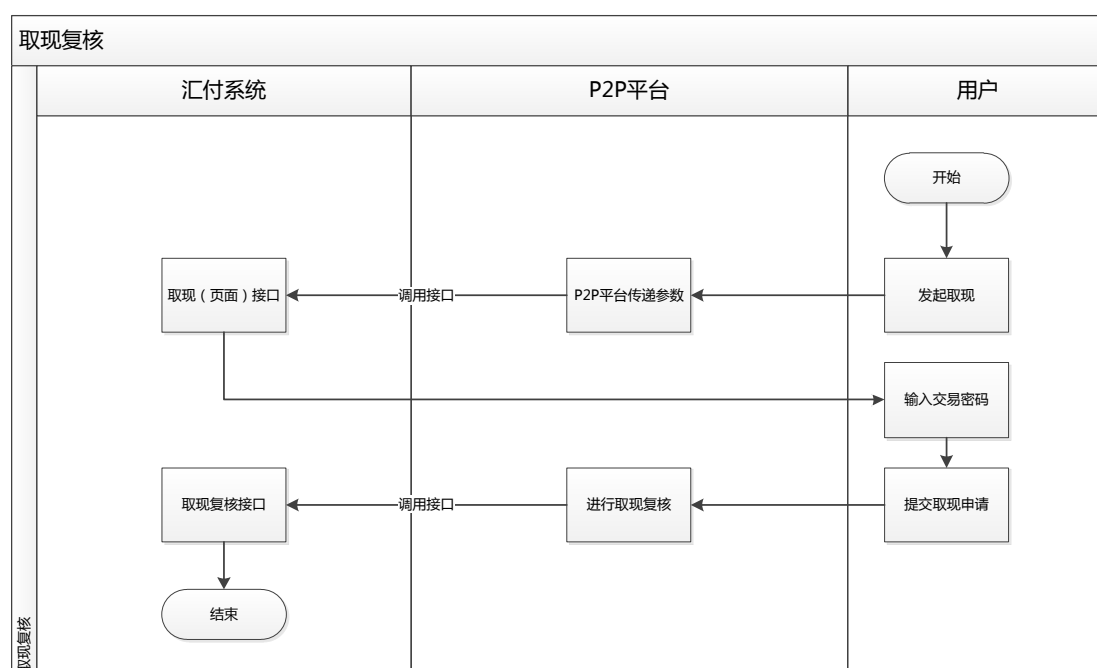 取现复核
汇付系统
P2P平台
用户
开始
取现（页面）接口
调用接口
P2P平台传递参数
发起取现
输入交易密码
取现复核接口
调用接口
进行取现复核
提交取现申请
结束
取现复核